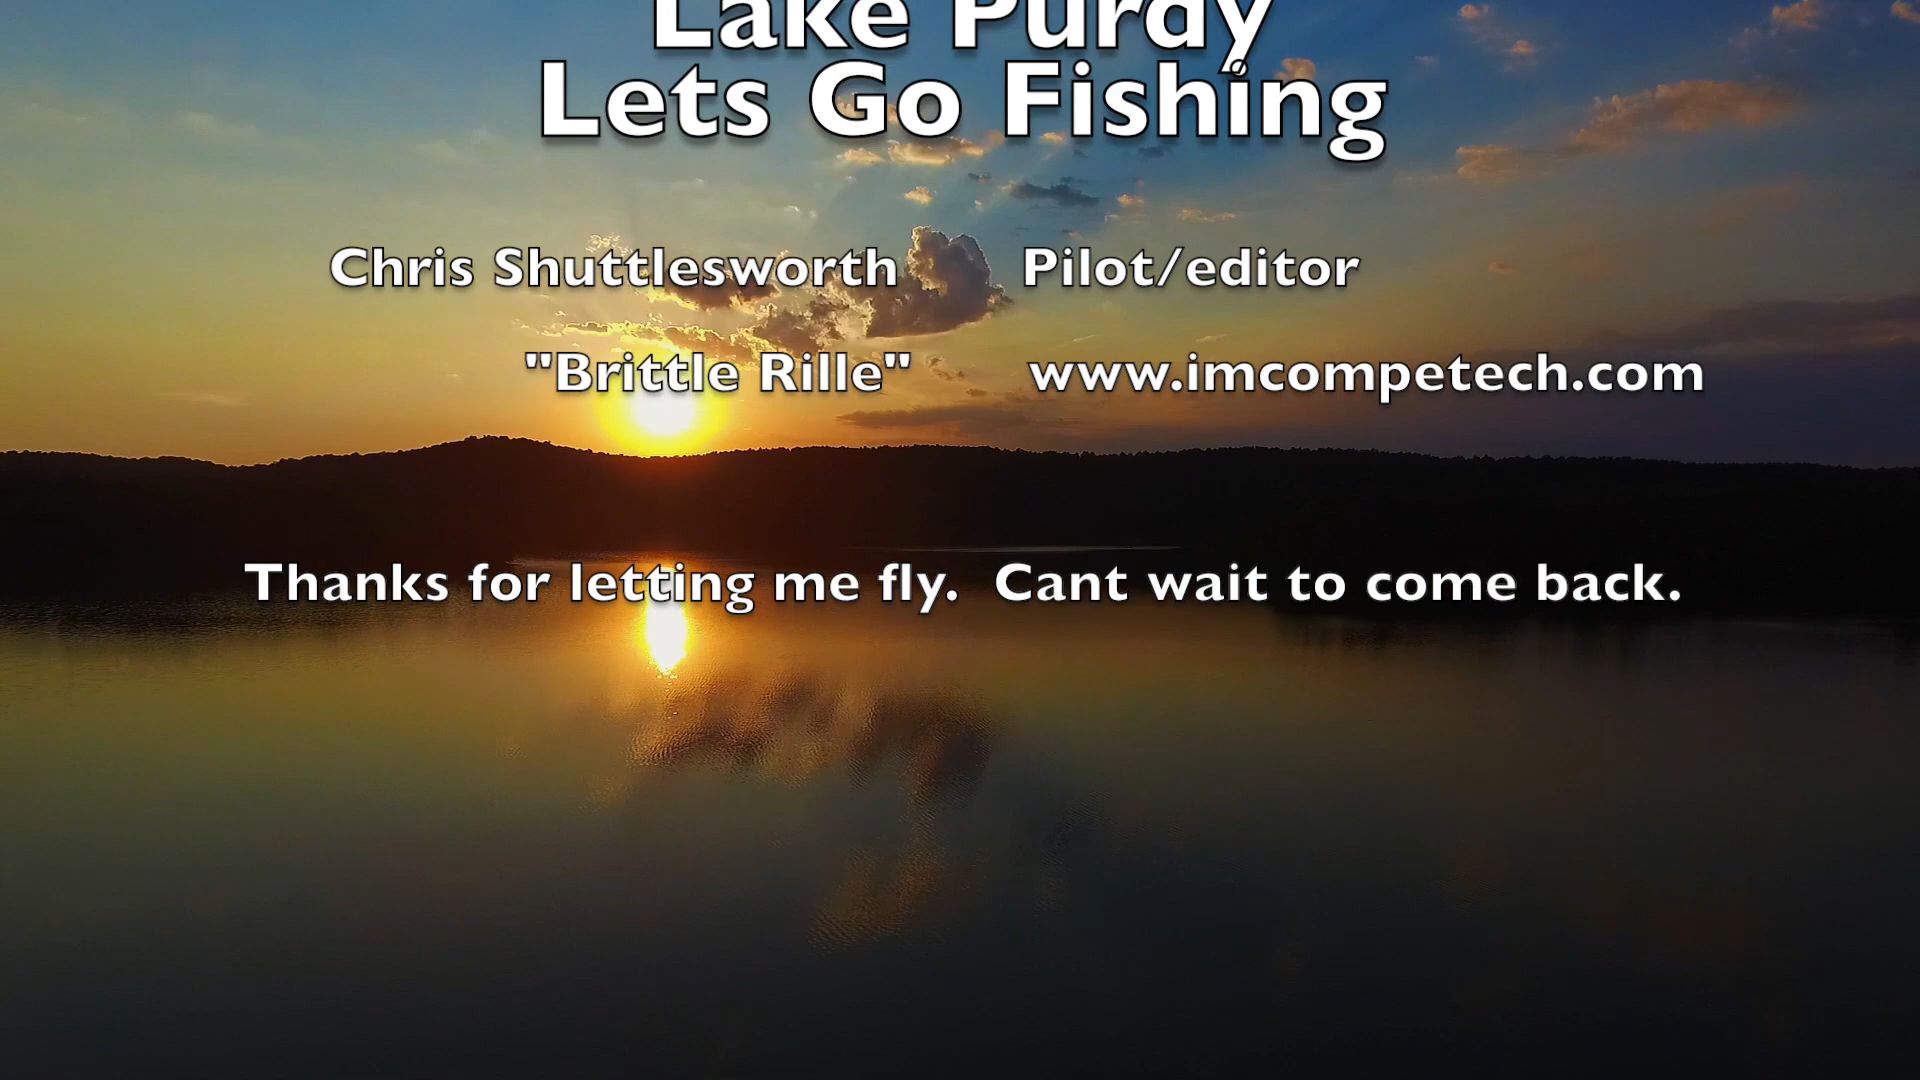 Lake Purdy
Lets Go Fishing
Chris Shuttlesworth Pilot/editor
"Brittle Rille" www.imcompetech.com
Thanks for letting me fly. Cant wait to come back.